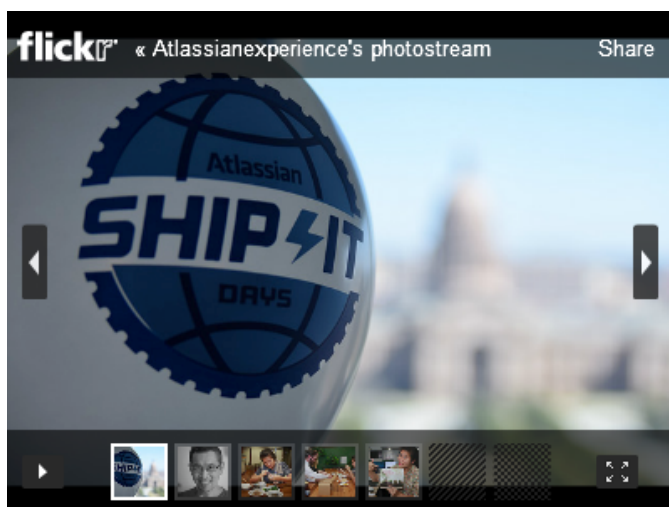 flickr « Atlassianexperience's photostream Share
Atlassian
SHIP IT
DAYS